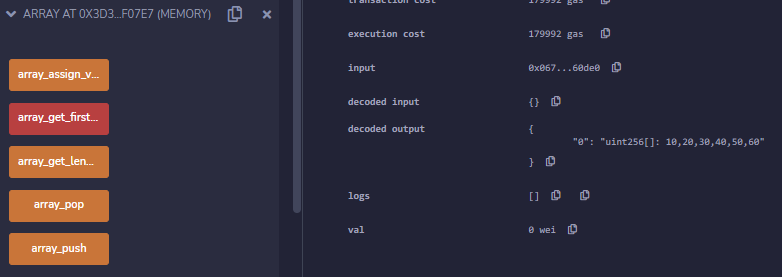 ARRAY AT 0X3D3...F07E7 (MEMORY)
array_assign_v...
array_get_first...
array_get_len...
array_pop
array_push
transaction cost 179992 gas
execution cost 179992 gas
input 0x067...60de0
decoded input {}
decoded output {
"0": "uint256[]: 10,20,30,40,50,60"
}
logs []
val 0 wei